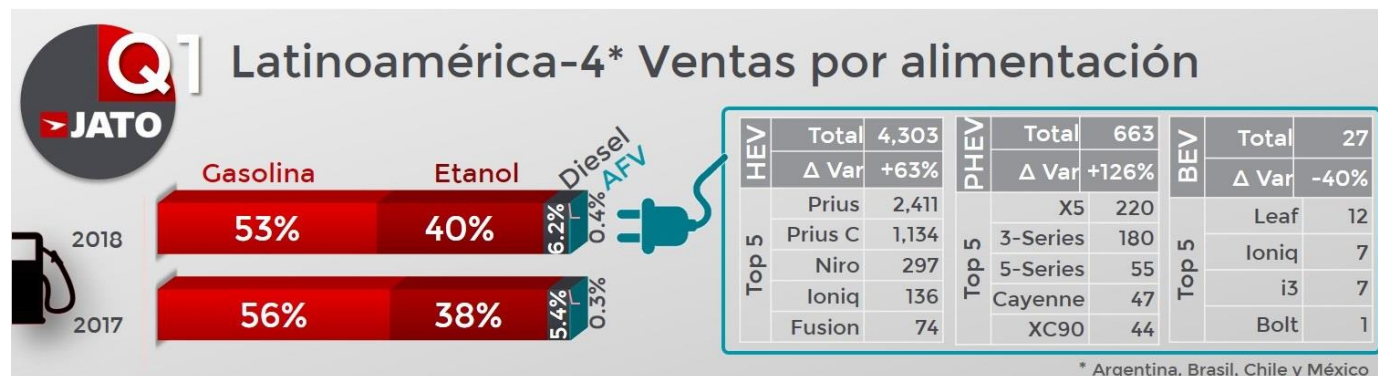 Q1
JATO
Latinoamérica-4* Ventas por alimentación
Gasolina Etanol Diesel AFV
2018 53% 40% 6.2% 0.4%
2017 56% 38% 5.4% 0.3%
HEV
Total 4,303
Δ Var +63%
Top 5
Prius 2,411
Prius C 1,134
Niro 297
Ioniq 136
Fusion 74
PHEV
Total 663
Δ Var +126%
Top 5
X5 220
3-Series 180
5-Series 55
Cayenne 47
XC90 44
BEV
Total 27
Δ Var -40%
Top 5
Leaf 12
Ioniq 7
i3 7
Bolt 1
* Argentina, Brasil, Chile y México